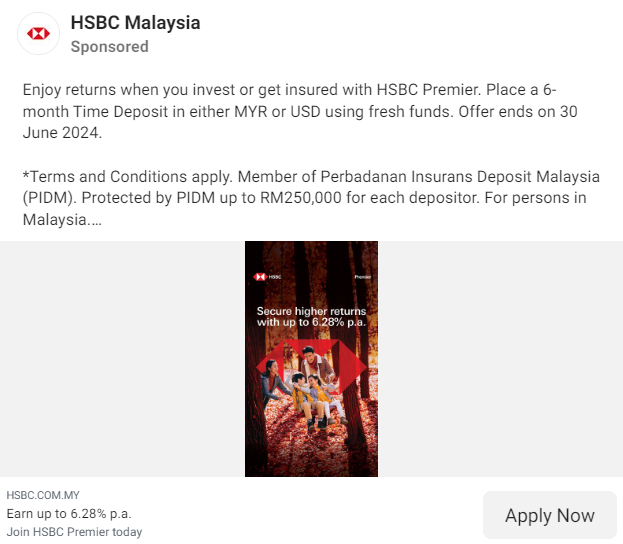 HSBC Malaysia
Sponsored
Enjoy returns when you invest or get insured with HSBC Premier. Place a 6-
month Time Deposit in either MYR or USD using fresh funds. Offer ends on 30
June 2024.
*Terms and Conditions apply. Member of Perbadanan Insurans Deposit Malaysia
(PIDM). Protected by PIDM up to RM250,000 for each depositor. For persons in
Malaysia....
HSBC
Premier
Secure higher returns
with up to 6.28% p.a.
HSBC.COM.MY
Earn up to 6.28% p.a.
Join HSBC Premier today
Apply Now